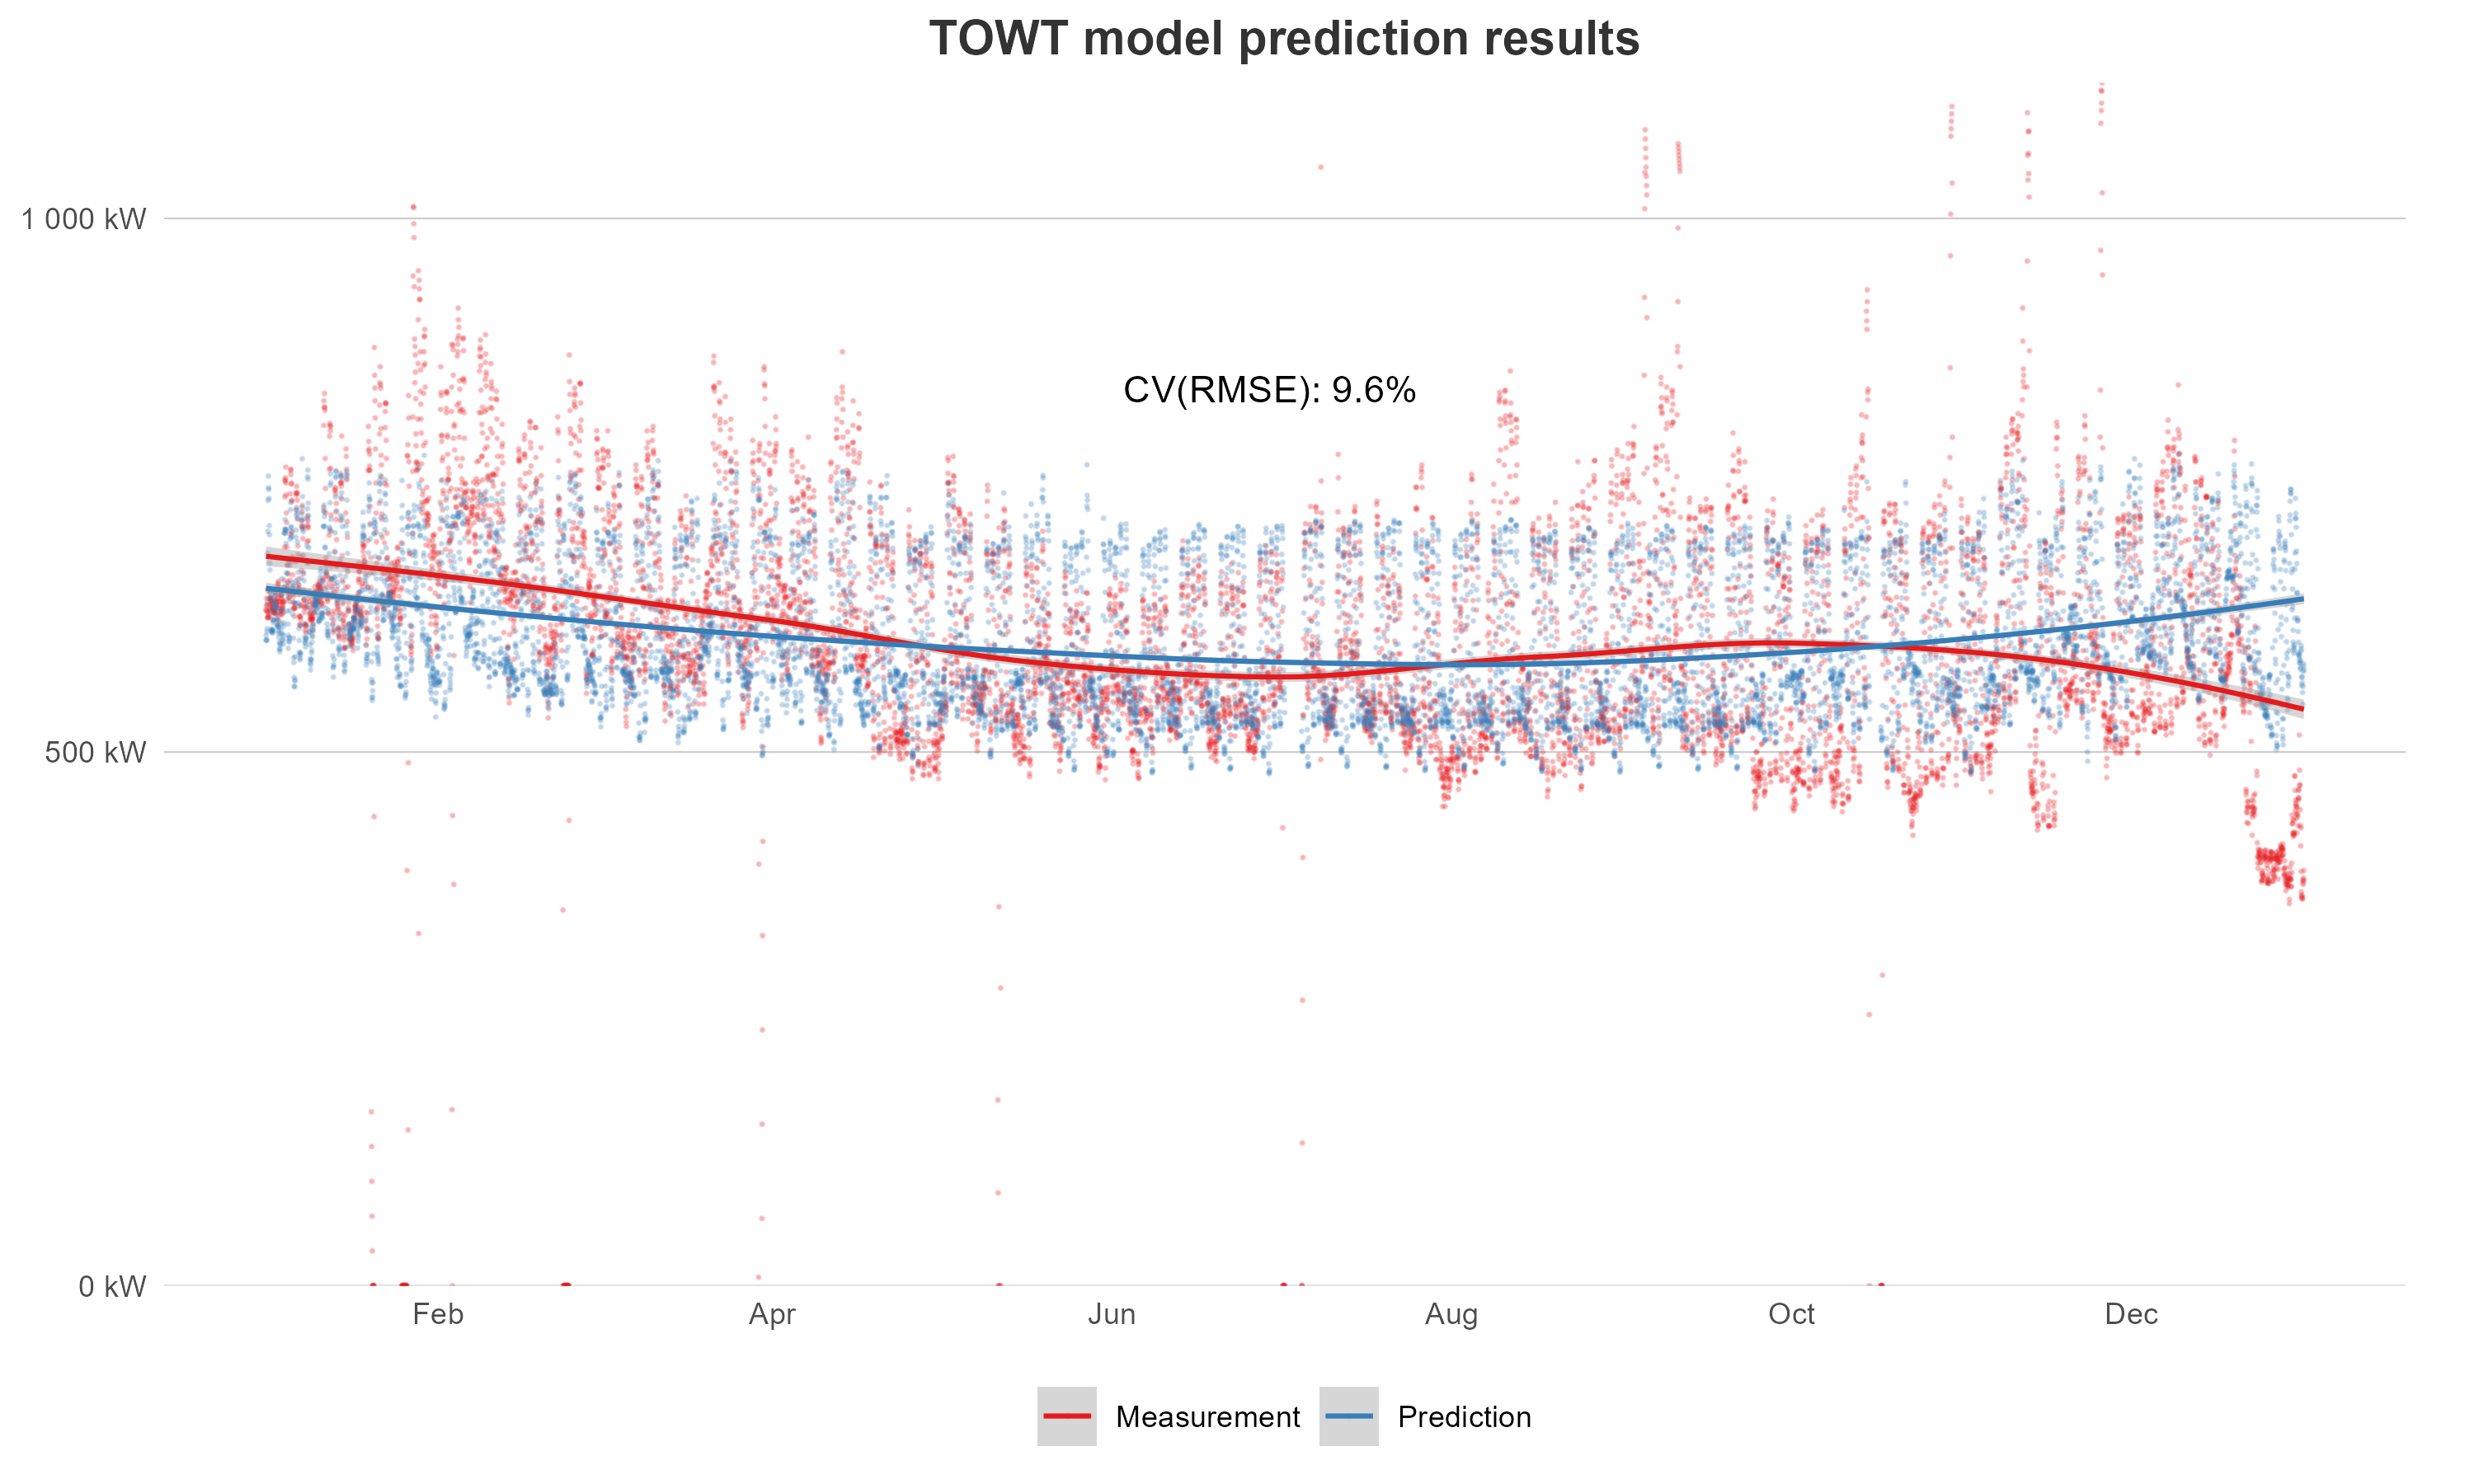 TOWT model prediction results
1 000 kW
CV(RMSE): 9.6%
500 kW
0 kW
Feb Apr Jun Aug Oct Dec
Measurement Prediction